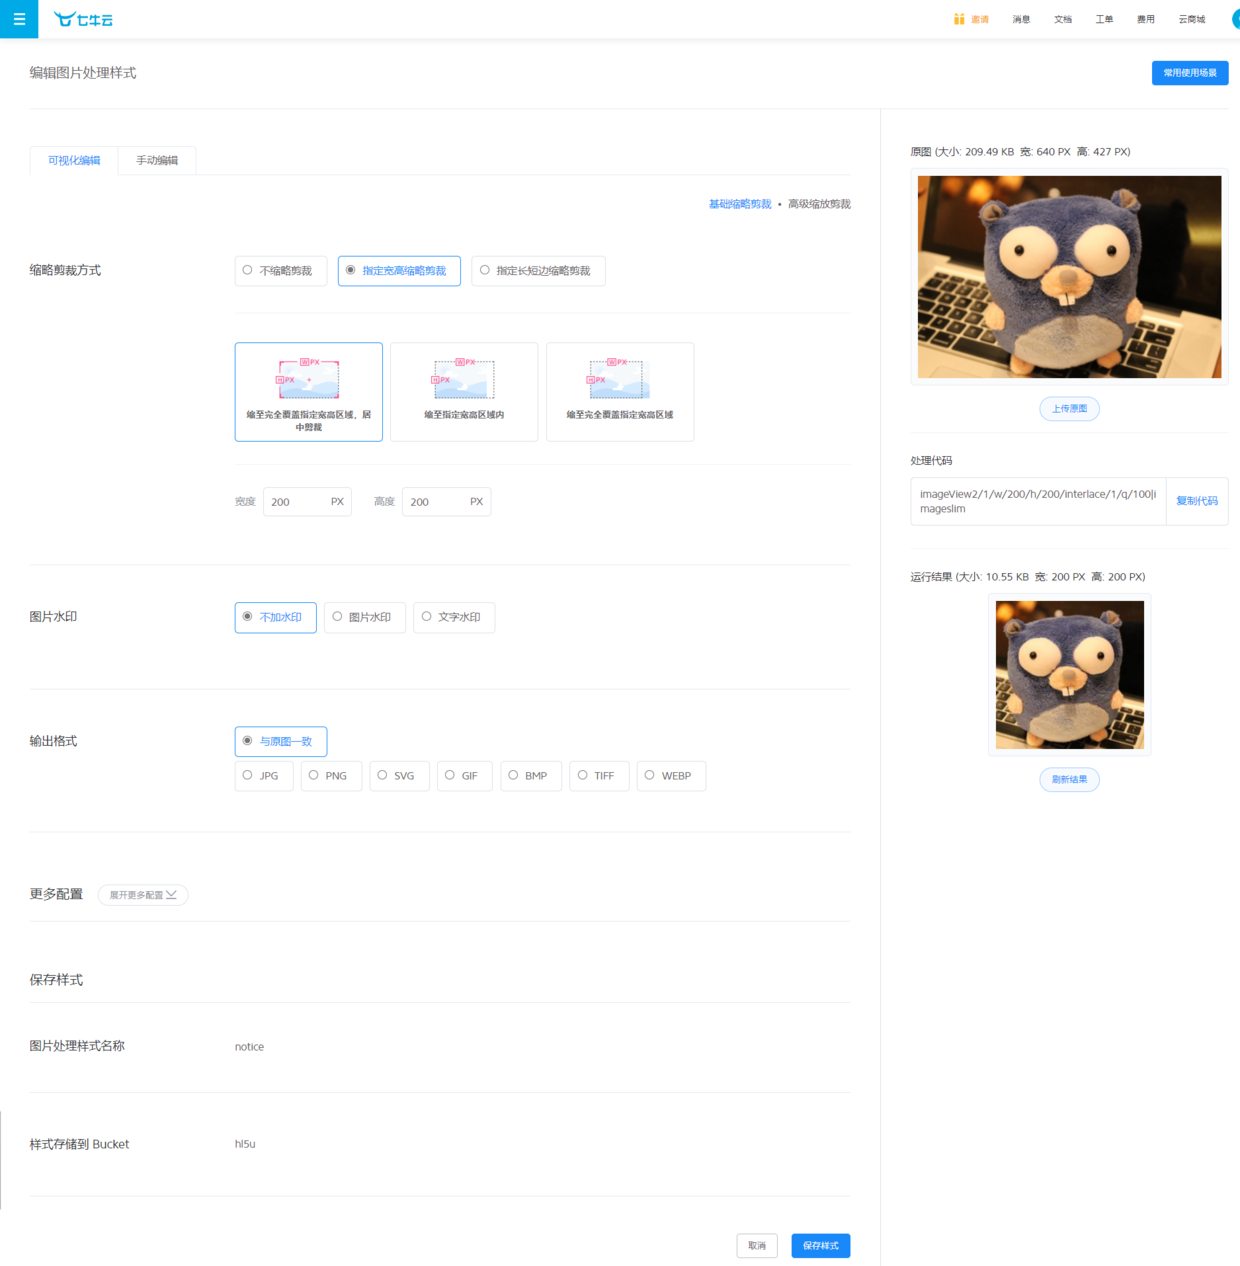 七牛云
邀请 消息 文档 工单 费用 云商城
编辑图片处理样式
常用使用场景
可视化编辑 手动编辑
基础缩略剪裁 • 高级缩放剪裁
缩略剪裁方式
不缩略剪裁 指定宽高缩略剪裁 指定长短边缩略剪裁
W PX
H PX
缩至完全覆盖指定宽高区域，居
中剪裁
W PX
H PX
缩至指定宽高区域内
W PX
H PX
缩至完全覆盖指定宽高区域
宽度 200 PX 高度 200 PX
图片水印
不加水印 图片水印 文字水印
输出格式
与原图一致
JPG PNG SVG GIF BMP TIFF WEBP
更多配置 展开更多配置
保存样式
图片处理样式名称 notice
样式存储到 Bucket hl5u
取消 保存样式
原图 (大小: 209.49 KB 宽: 640 PX 高: 427 PX)
上传原图
处理代码
imageView2/1/w/200/h/200/interlace/1/q/100|i
mageslim
复制代码
运行结果 (大小: 10.55 KB 宽: 200 PX 高: 200 PX)
刷新结果